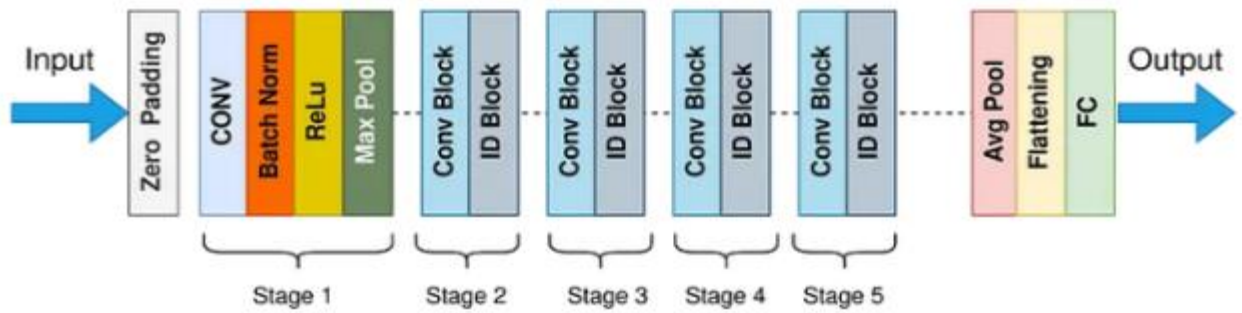 Input
Zero Padding
CONV
Batch Norm
ReLu
Max Pool
Conv Block
ID Block
Conv Block
ID Block
Conv Block
ID Block
Conv Block
ID Block
Avg Pool
Flattening
FC
Output
Stage 1
Stage 2
Stage 3
Stage 4
Stage 5